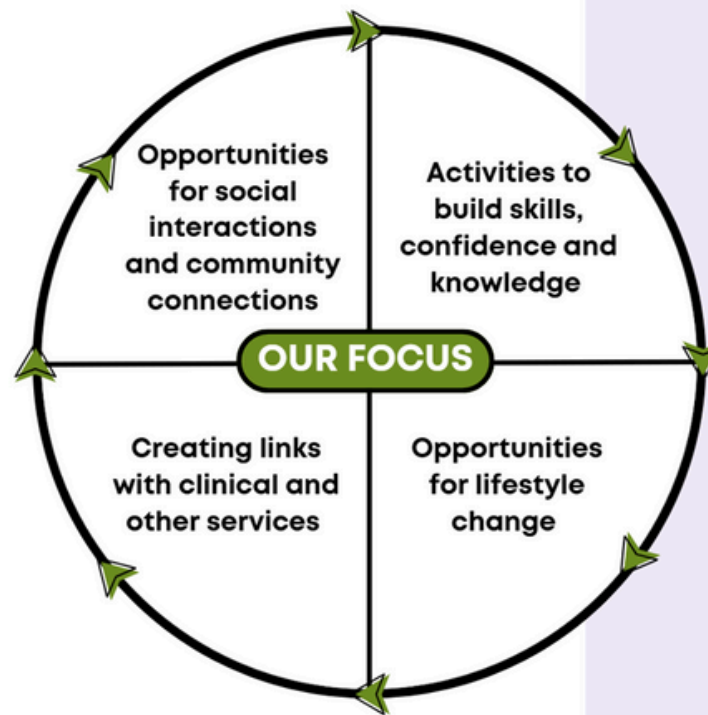 Opportunities
for social
interactions
and community
connections
Activities to
build skills,
confidence and
knowledge
OUR FOCUS
Creating links
with clinical and
other services
Opportunities
for lifestyle
change